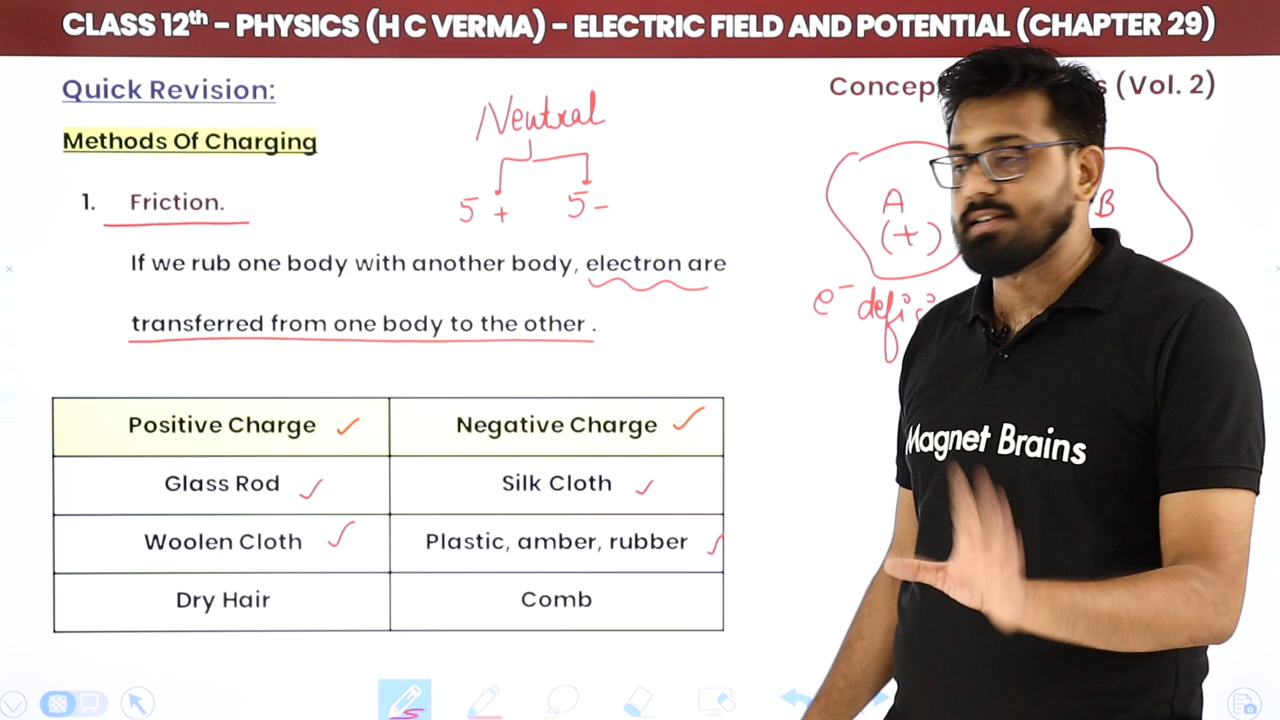 CLASS 12th – PHYSICS (H C VERMA) – ELECTRIC FIELD AND POTENTIAL (CHAPTER 29)
Quick Revision:
(Vol. 2)
Methods Of Charging
Neutral
5 + 5 -
1. Friction.
If we rub one body with another body, electron are
transferred from one body to the other .
A
(+)
B
e-
Positive Charge Negative Charge
Glass Rod Silk Cloth
Woolen Cloth Plastic, amber, rubber
Dry Hair Comb
Magnet Brains